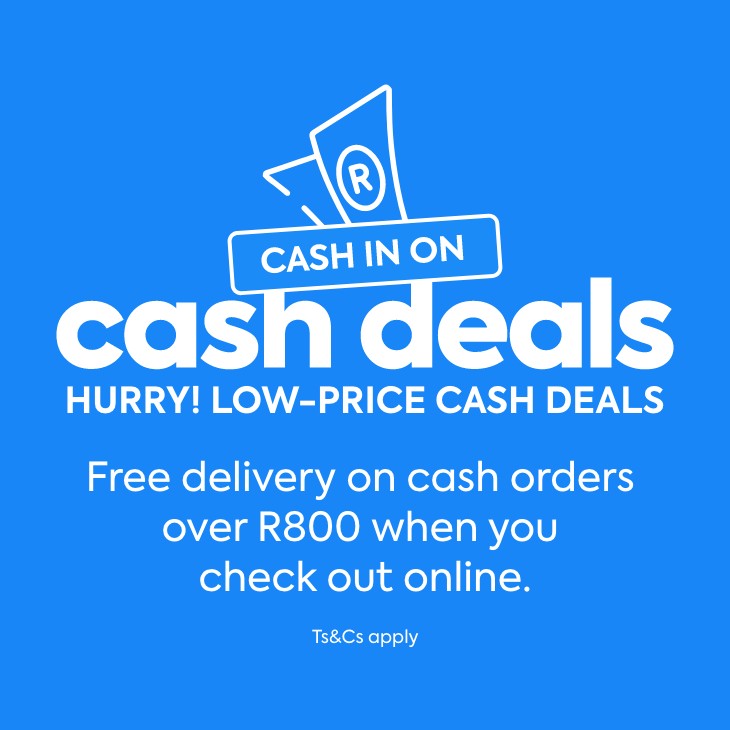 R
CASH IN ON
cash deals
HURRY! LOW-PRICE CASH DEALS
Free delivery on cash orders
over R800 when you
check out online.
Ts&Cs apply